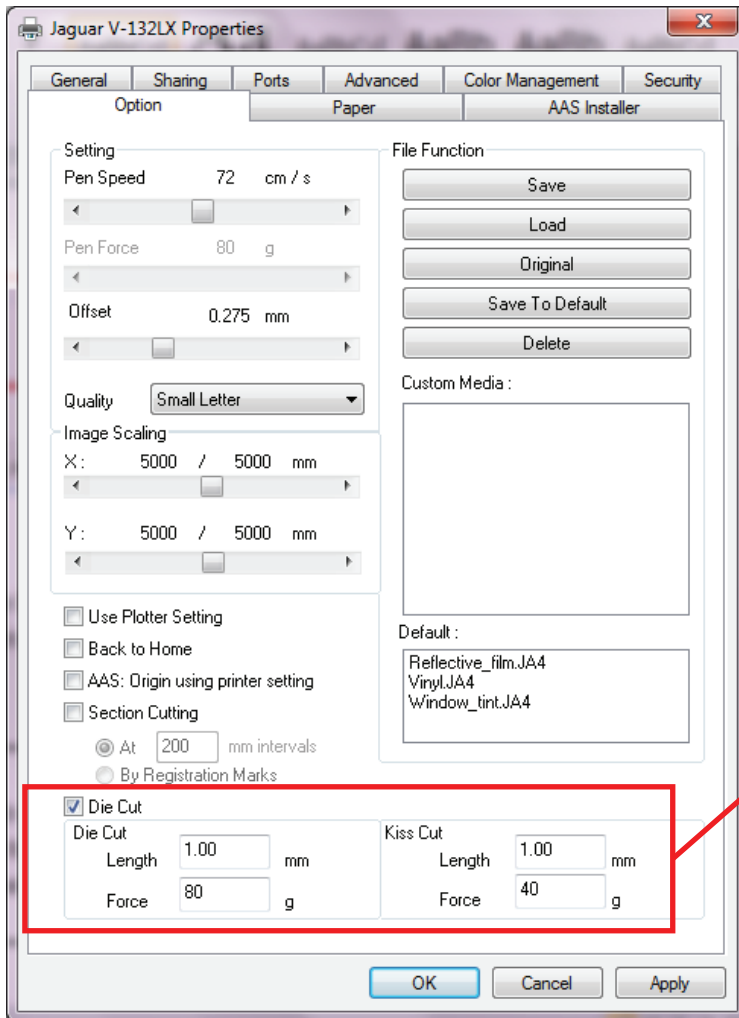 Jaguar V-132LX Properties
General Sharing Ports Advanced Color Management Security
Option Paper AAS Installer
Setting
Pen Speed 72 cm / s
Pen Force 80 g
Offset 0.275 mm
Quality Small Letter
Image Scaling
X : 5000 / 5000 mm
Y : 5000 / 5000 mm
Use Plotter Setting
Back to Home
AAS: Origin using printer setting
Section Cutting
At 200 mm intervals
By Registration Marks
File Function
Save
Load
Original
Save To Default
Delete
Custom Media :
Default :
Reflective_film.JA4
Vinyl.JA4
Window_tint.JA4
Die Cut
Die Cut
Length 1.00 mm
Force 80 g
Kiss Cut
Length 1.00 mm
Force 40 g
OK Cancel Apply